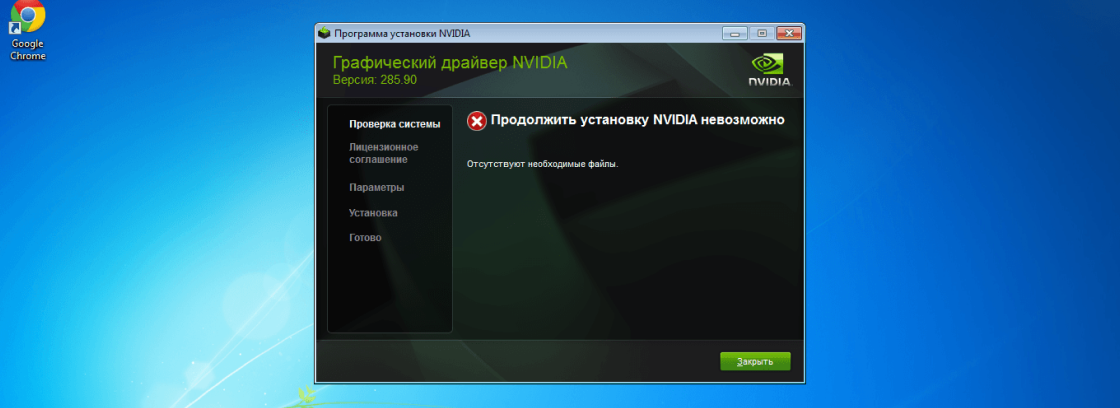 Google
Chrome
Программа установки NVIDIA
Графический драйвер NVIDIA
Версия: 285.90
NVIDIA.
Проверка системы
Лицензионное
соглашение
Параметры
Установка
Готово
Продолжить установку NVIDIA невозможно
Отсутствуют необходимые файлы.
Закрыть